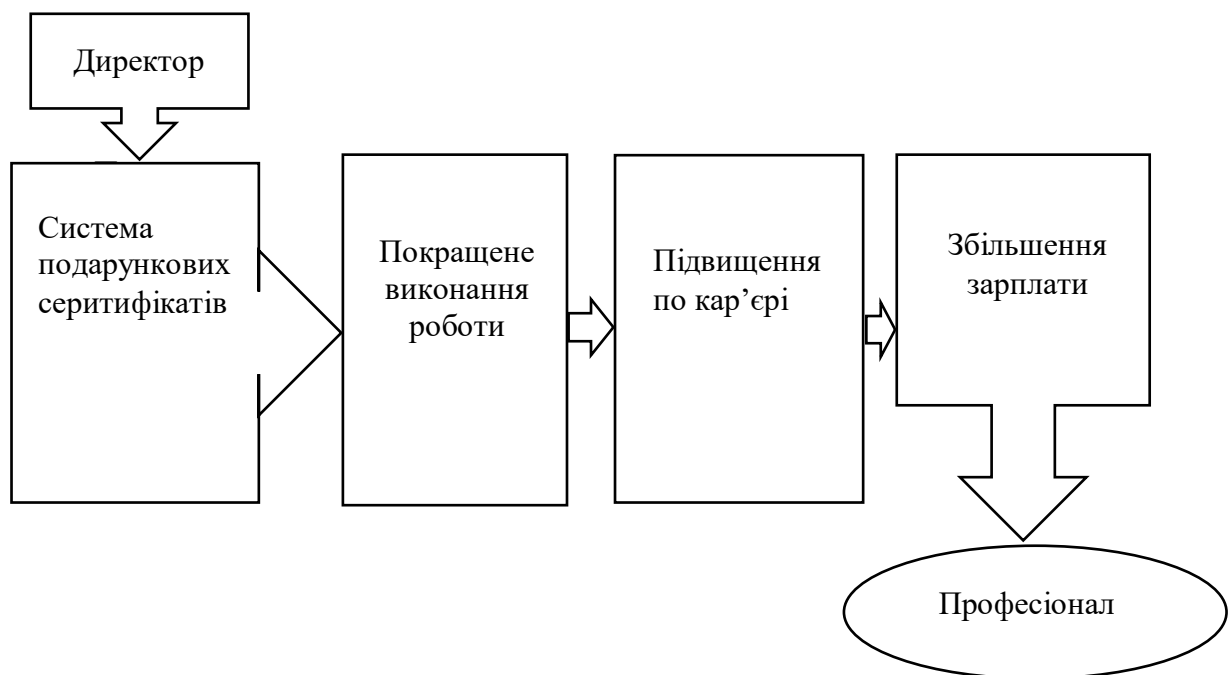 Директор
Система
подарункових
серитифікатів
Покращене
виконання
роботи
Підвищення
по кар’єрі
Збільшення
зарплати
Професіонал